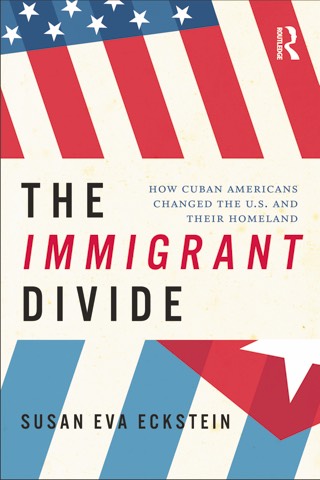 ROUTLEDGE
THE
HOW CUBAN AMERICANS
CHANGED THE U.S. AND
THEIR HOMELAND
IMMIGRANT
DIVIDE
SUSAN EVA ECKSTEIN